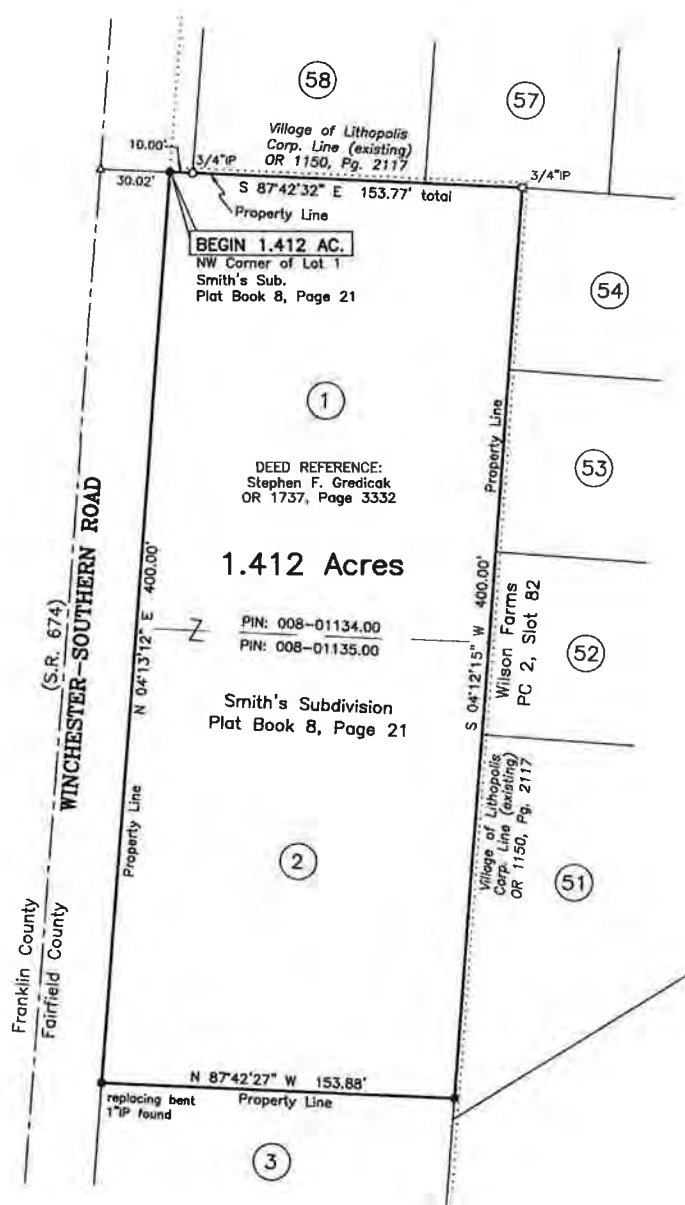 58
57
Village of Lithopolis
Corp. Line (existing)
OR 1150, Pg. 2117
10.00'
3/4"IP
3/4"IP
30.02'
S 87°42'32" E 153.77' total
Property Line
BEGIN 1.412 AC.
NW Corner of Lot 1
Smith's Sub.
Plat Book 8, Page 21
54
1
Property Line
53
DEED REFERENCE:
Stephen F. Gredicak
OR 1737, Page 3332
WINCHESTER-SOUTHERN ROAD
(S.R. 674)
N 04°13'12" E 400.00'
1.412 Acres
S 04°12'15" W 400.00'
Wilson Farms
PC 2, Slot 82
Z
PIN: 008-01134.00
PIN: 008-01135.00
52
Smith's Subdivision
Plat Book 8, Page 21
Property Line
Village of Lithopolis
Corp. Line (existing)
OR 1150, Pg. 2117
2
51
Franklin County
Fairfield County
N 87°42'27" W 153.88'
Property Line
replacing bent
1"IP found
3